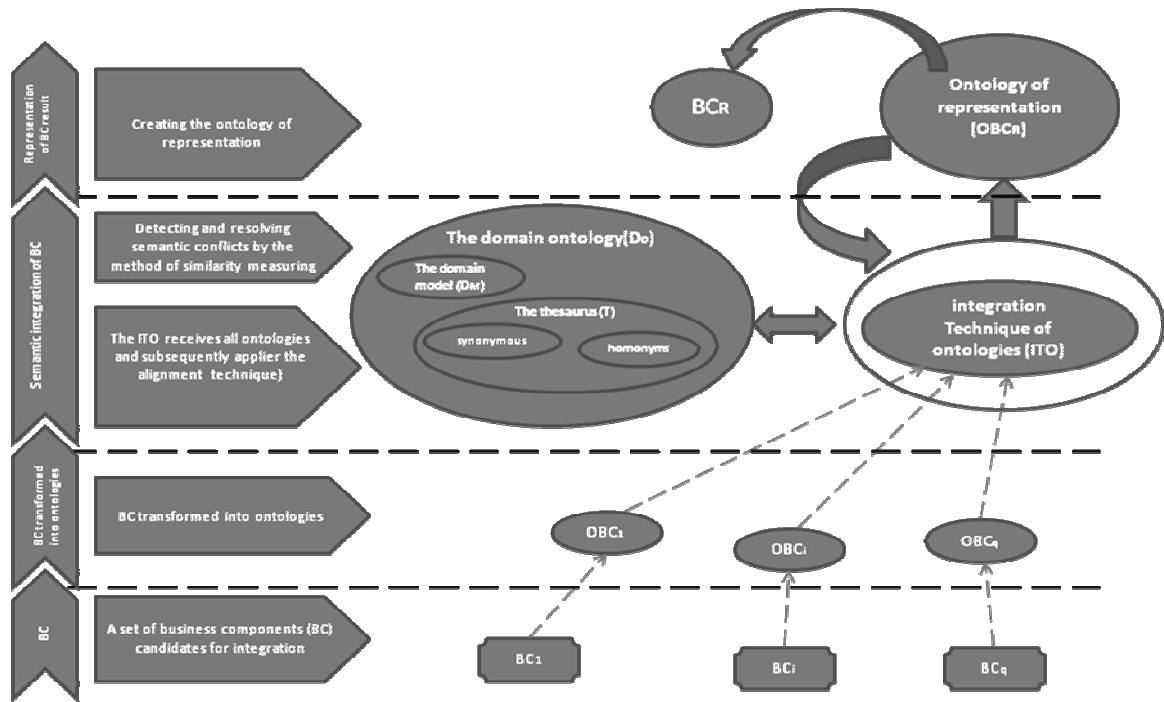 Representation
of BC result
Creating the ontology of
representation
BCR
Ontology of
representation
(OBCR)
Semantic integration of BC
Detecting and resolving
semantic conflicts by the
method of similarity measuring
The ITO receives all ontologies
and subsequently applier the
alignment technique)
The domain ontology(Do)
The domain
model (DM)
The thesaurus (T)
synonymous
homonyms
integration
Technique of
ontologies (ITO)
BC transformed
into ontologies
BC transformed into ontologies
OBC1
OBCi
OBCq
BC
A set of business components (BC)
candidates for integration
BC1
BCi
BCq